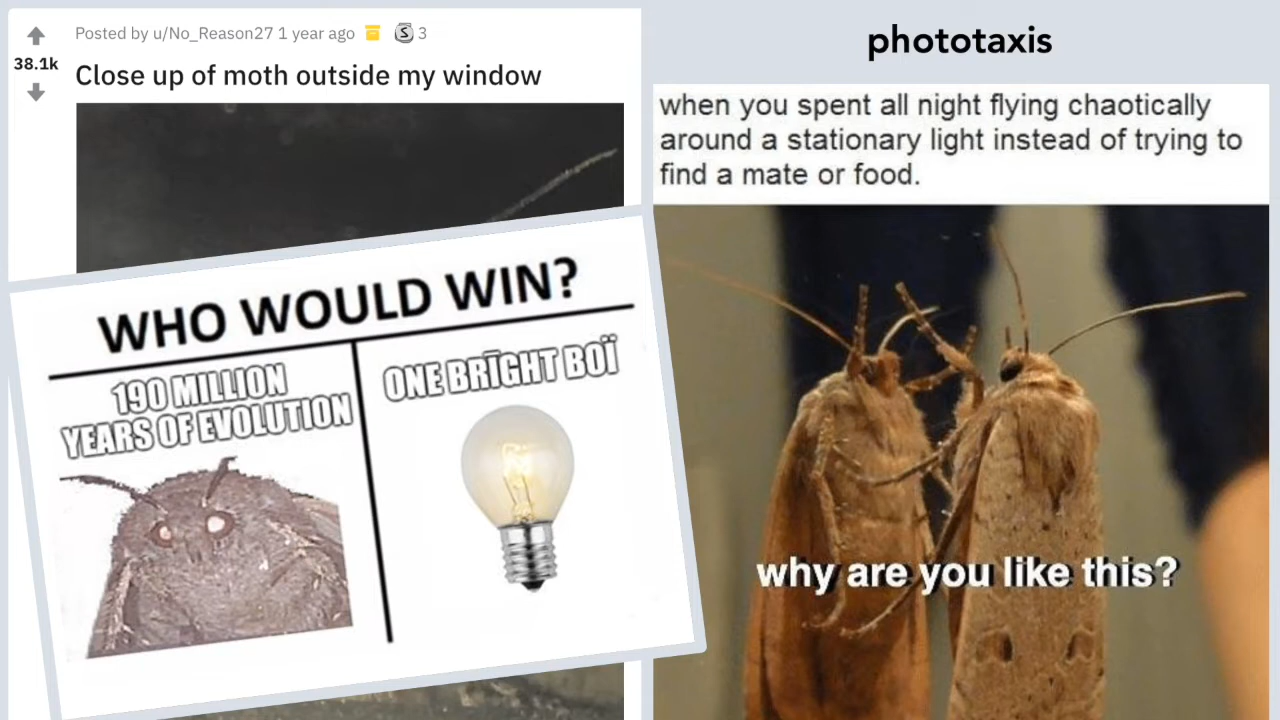 Posted by u/No_Reason27 1 year ago
3
38.1k
Close up of moth outside my window
WHO WOULD WIN?
190 MILLION
YEARS OF EVOLUTION
ONE BRĪGHT BOÏ
phototaxis
when you spent all night flying chaotically
around a stationary light instead of trying to
find a mate or food.
why are you like this?